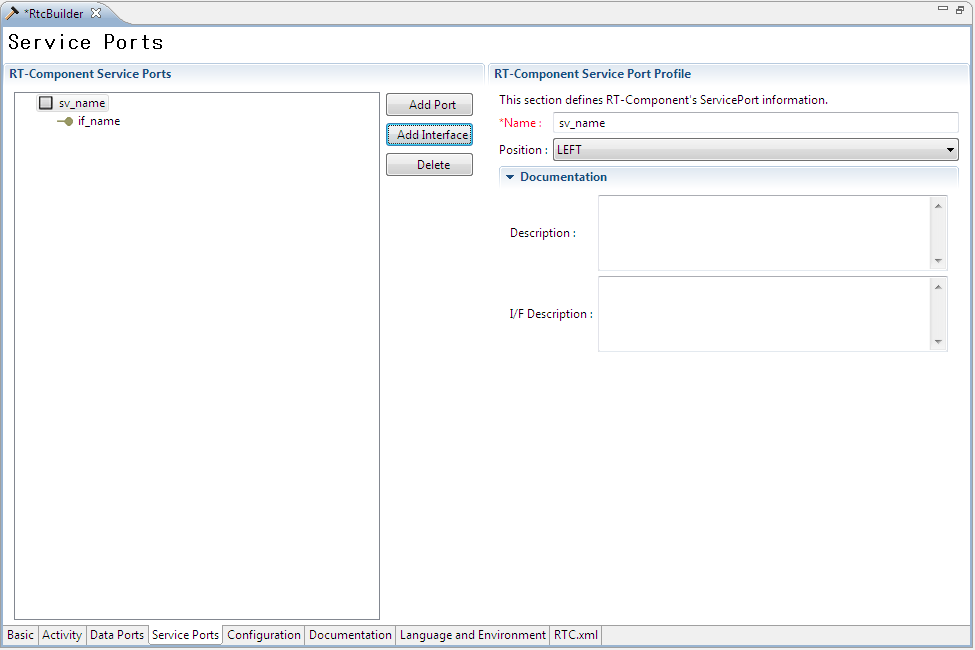 *RtcBuilder
Service Ports
RT-Component Service Ports
sv_name
if_name
Add Port
Add Interface
Delete
RT-Component Service Port Profile
This section defines RT-Component's ServicePort information.
*Name : sv_name
Position : LEFT
Documentation
Description :
I/F Description :
Basic Activity Data Ports Service Ports Configuration Documentation Language and Environment RTC.xml